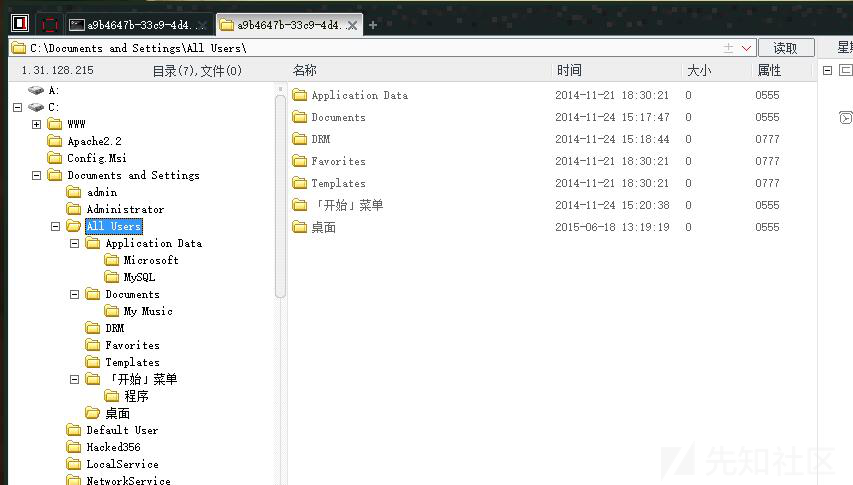 a9b4647b-33c9-4d4... a9b4647b-33c9-4d4...
C:\Documents and Settings\All Users\ 读取 星期
1.31.128.215 目录(7),文件(0) 名称 时间 大小 属性
A:
C:
WWW
Apache2.2
Config.Msi
Documents and Settings
admin
Administrator
All Users
Application Data
Microsoft
MySQL
Documents
My Music
DRM
Favorites
Templates
「开始」菜单
程序
桌面
Default User
Hacked356
LocalService
NetworkService
Application Data 2014-11-21 18:30:21 0 0555
Documents 2014-11-24 15:17:47 0 0555
DRM 2014-11-24 15:18:44 0 0777
Favorites 2014-11-21 18:30:21 0 0777
Templates 2014-11-21 18:30:21 0 0777
「开始」菜单 2014-11-24 15:20:38 0 0555
桌面 2015-06-18 13:19:19 0 0555
先知社区